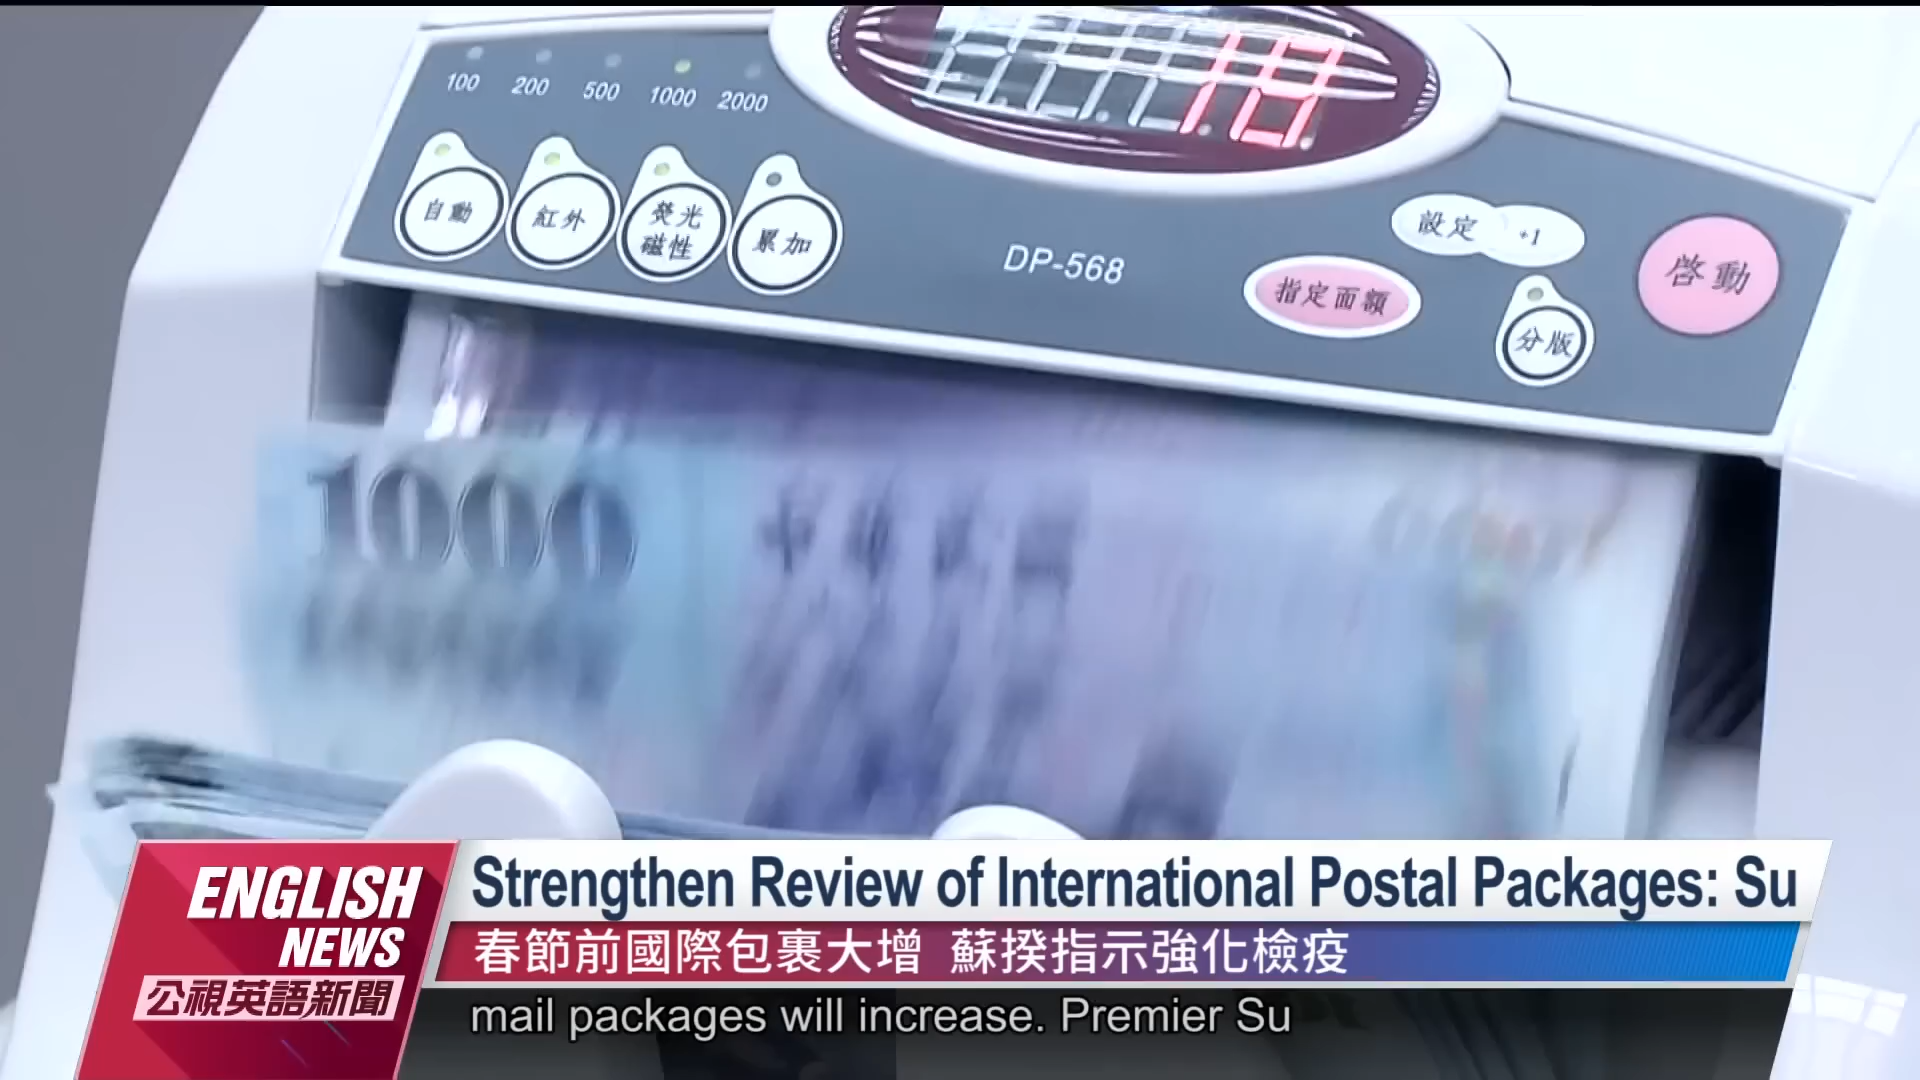 18
100 200 500 1000 2000
自動
紅外
熒光
磁性
累加
DP-568
設定
+1
指定面額
分版
啓動
1000
ENGLISH
NEWS
公視英語新聞
Strengthen Review of International Postal Packages: Su
春節前國際包裹大增 蘇揆指示強化檢疫
mail packages will increase. Premier Su